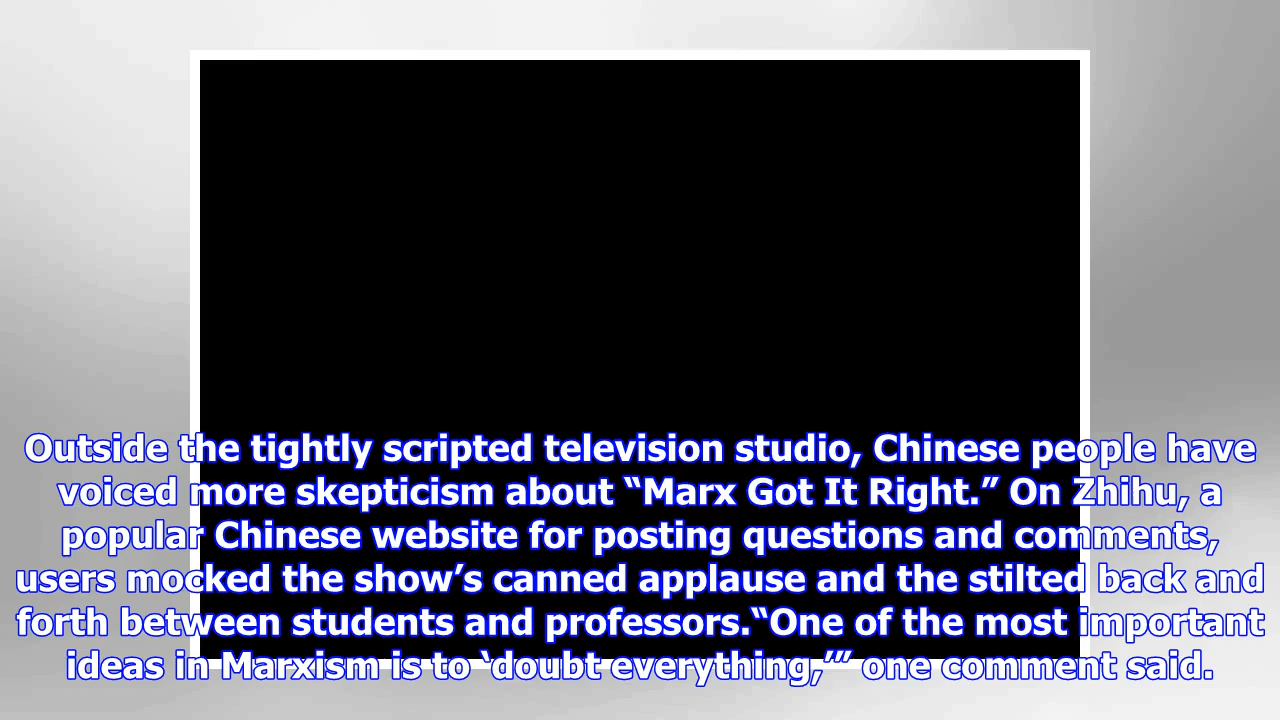 Outside the tightly scripted television studio, Chinese people have
voiced more skepticism about “Marx Got It Right.” On Zhihu, a
popular Chinese website for posting questions and comments,
users mocked the show’s canned applause and the stilted back and
forth between students and professors.“One of the most important
ideas in Marxism is to ‘doubt everything,’” one comment said.